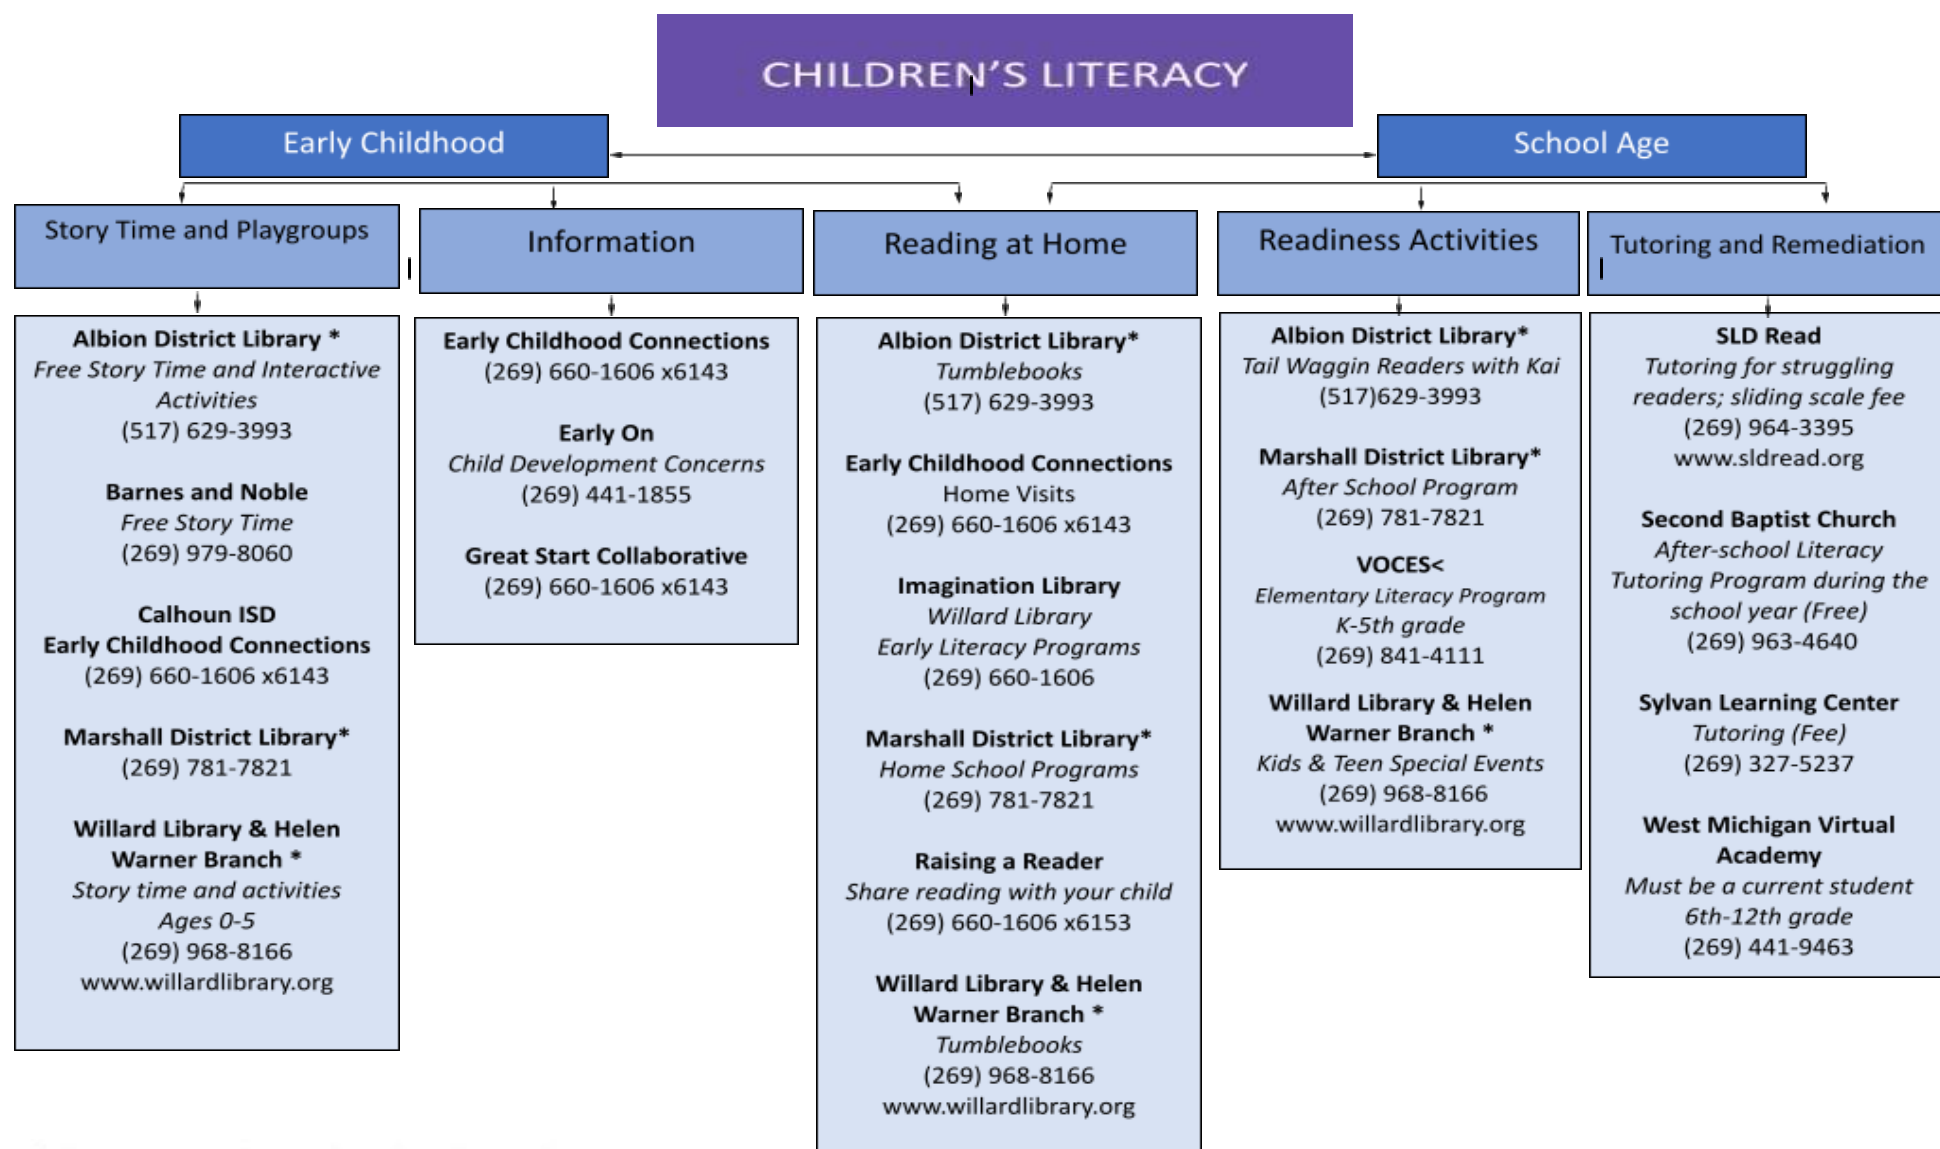 CHILDREN’S LITERACY
Early Childhood
School Age
Story Time and Playgroups
Albion District Library *
Free Story Time and Interactive
Activities
(517) 629-3993
Barnes and Noble
Free Story Time
(269) 979-8060
Calhoun ISD
Early Childhood Connections
(269) 660-1606 x6143
Marshall District Library*
(269) 781-7821
Willard Library & Helen
Warner Branch *
Story time and activities
Ages 0-5
(269) 968-8166
www.willardlibrary.org
Information
Early Childhood Connections
(269) 660-1606 x6143
Early On
Child Development Concerns
(269) 441-1855
Great Start Collaborative
(269) 660-1606 x6143
Reading at Home
Albion District Library*
Tumblebooks
(517) 629-3993
Early Childhood Connections
Home Visits
(269) 660-1606 x6143
Imagination Library
Willard Library
Early Literacy Programs
(269) 660-1606
Marshall District Library*
Home School Programs
(269) 781-7821
Raising a Reader
Share reading with your child
(269) 660-1606 x6153
Willard Library & Helen
Warner Branch *
Tumblebooks
(269) 968-8166
www.willardlibrary.org
Readiness Activities
Albion District Library*
Tail Waggin Readers with Kai
(517)629-3993
Marshall District Library*
After School Program
(269) 781-7821
VOCES<
Elementary Literacy Program
K-5th grade
(269) 841-4111
Willard Library & Helen
Warner Branch *
Kids & Teen Special Events
(269) 968-8166
www.willardlibrary.org
Tutoring and Remediation
SLD Read
Tutoring for struggling
readers; sliding scale fee
(269) 964-3395
www.sldread.org
Second Baptist Church
After-school Literacy
Tutoring Program during the
school year (Free)
(269) 963-4640
Sylvan Learning Center
Tutoring (Fee)
(269) 327-5237
West Michigan Virtual
Academy
Must be a current student
6th-12th grade
(269) 441-9463